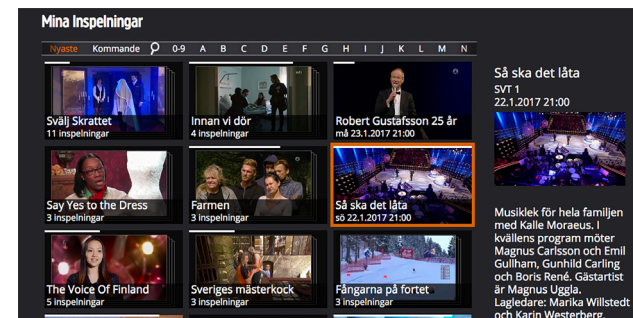 Mina Inspelningar
Nyaste Kommande 0-9 A B C D E F G H I J K L M N
Svälj Skrattet
11 inspelningar
Innan vi dör
4 inspelningar
Robert Gustafsson 25 år
må 23.1.2017 21:00
Say Yes to the Dress
3 inspelningar
Farmen
3 inspelningar
Så ska det låta
sö 22.1.2017 21:00
The Voice Of Finland
5 inspelningar
Sveriges mästerkock
3 inspelningar
Fångarna på fortet
3 inspelningar
Så ska det låta
SVT 1
22.1.2017 21:00
Musiklek för hela familjen
med Kalle Moraeus. I
kvällens program möter
Magnus Carlsson och Emil
Gullham, Gunhild Carling
och Boris René. Gästartist
är Magnus Uggla.
Lagledare: Marika Willstedt
och Karin Westerberg.